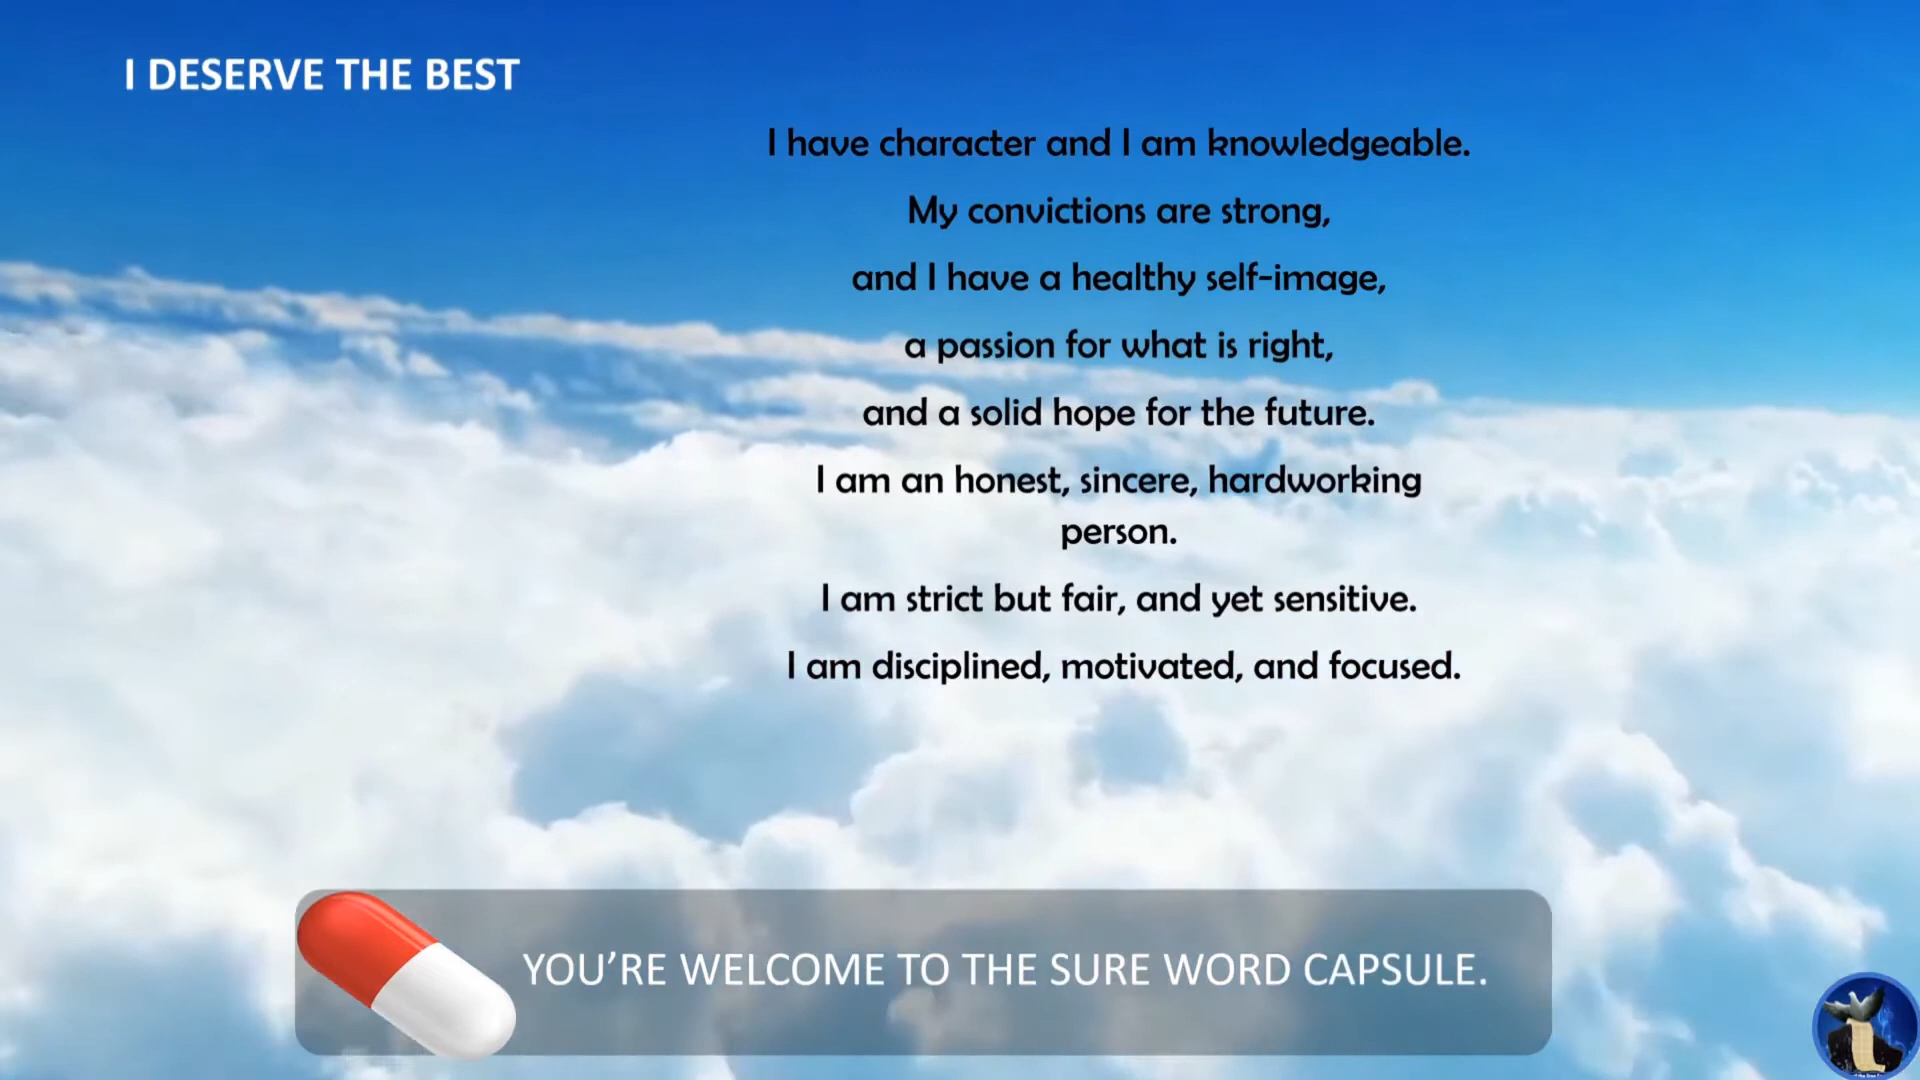 I DESERVE THE BEST
I have character and I am knowledgeable.
My convictions are strong,
and I have a healthy self-image,
a passion for what is right,
and a solid hope for the future.
I am an honest, sincere, hardworking
person.
I am strict but fair, and yet sensitive.
I am disciplined, motivated, and focused.
YOU’RE WELCOME TO THE SURE WORD CAPSULE.